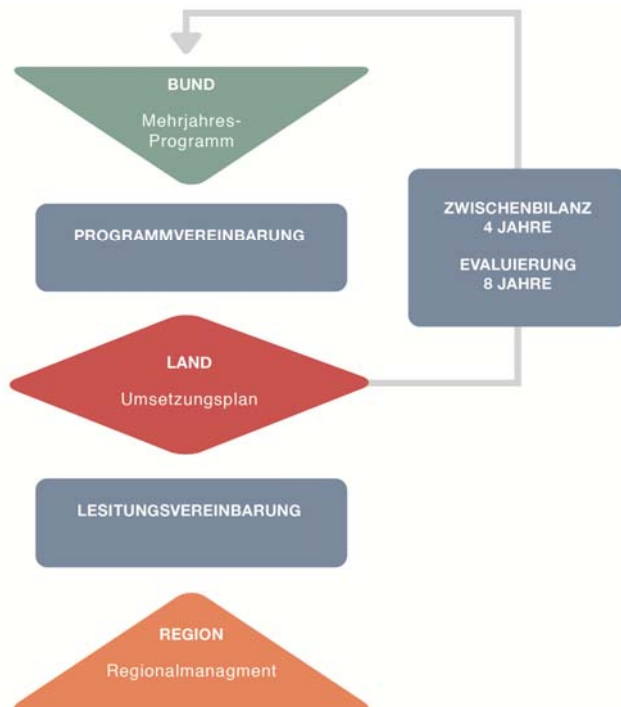 BUND
Mehrjahres-
Programm
PROGRAMMVEREINBARUNG
ZWISCHENBILANZ
4 JAHRE
EVALUIERUNG
8 JAHRE
LAND
Umsetzungsplan
LESITUNGSVEREINBARUNG
REGION
Regionalmanagment